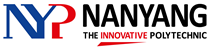 NYP NANYANG
THE INNOVATIVE POLYTECHNIC